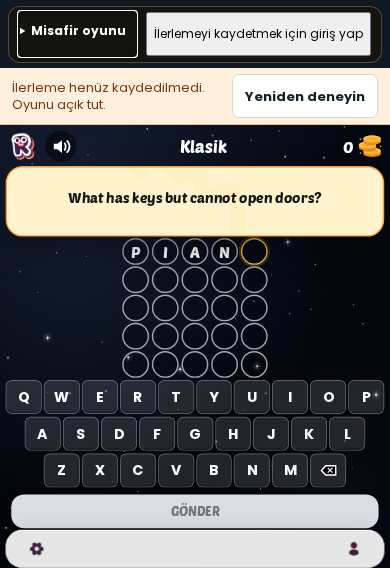 Misafir oyunu
İlerlemeyi kaydetmek için giriş yap
İlerleme henüz kaydedilmedi.
Oyunu açık tut.
Yeniden deneyin
Klasik
0
What has keys but cannot open doors?
P I A N
Q W E R T Y U I O P
A S D F G H J K L
Z X C V B N M
GÖNDER